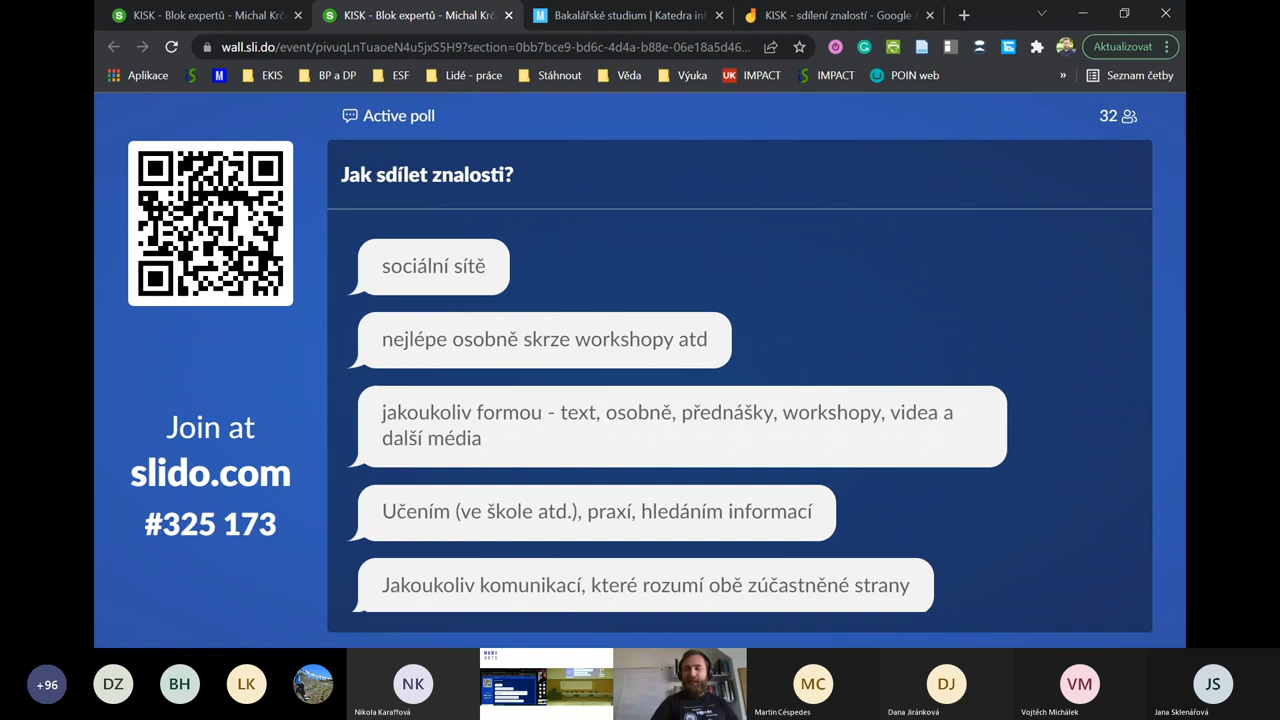 KISK - Blok expertů - Michal Krč
KISK - Blok expertů - Michal Krč
Bakalářské studium | Katedra inf
KISK - sdílení znalostí - Google
wall.sli.do/event/pivuqLnTuaoeN4u5jxS5H9?section=0bb7bce9-bd6c-4d4a-b88e-06e18a5d46...
Aktualizovat
Aplikace
EKIS
BP a DP
ESF
Lidé - práce
Stáhnout
Věda
Výuka
UK IMPACT
IMPACT
POIN web
»
Seznam četby
Active poll
32
Jak sdílet znalosti?
sociální sítě
nejlépe osobně skrze workshopy atd
jakoukoliv formou - text, osobně, přednášky, workshopy, videa a
další média
Učením (ve škole atd.), praxí, hledáním informací
Jakoukoliv komunikací, které rozumí obě zúčastněné strany
Join at
slido.com
#325 173
+96
DZ
BH
LK
NK
Nikola Karaffová
MUNI
ARTS
MC
Martin Céspedes
DJ
Dana Jiránková
VM
Vojtěch Michálek
JS
Jana Sklenářová